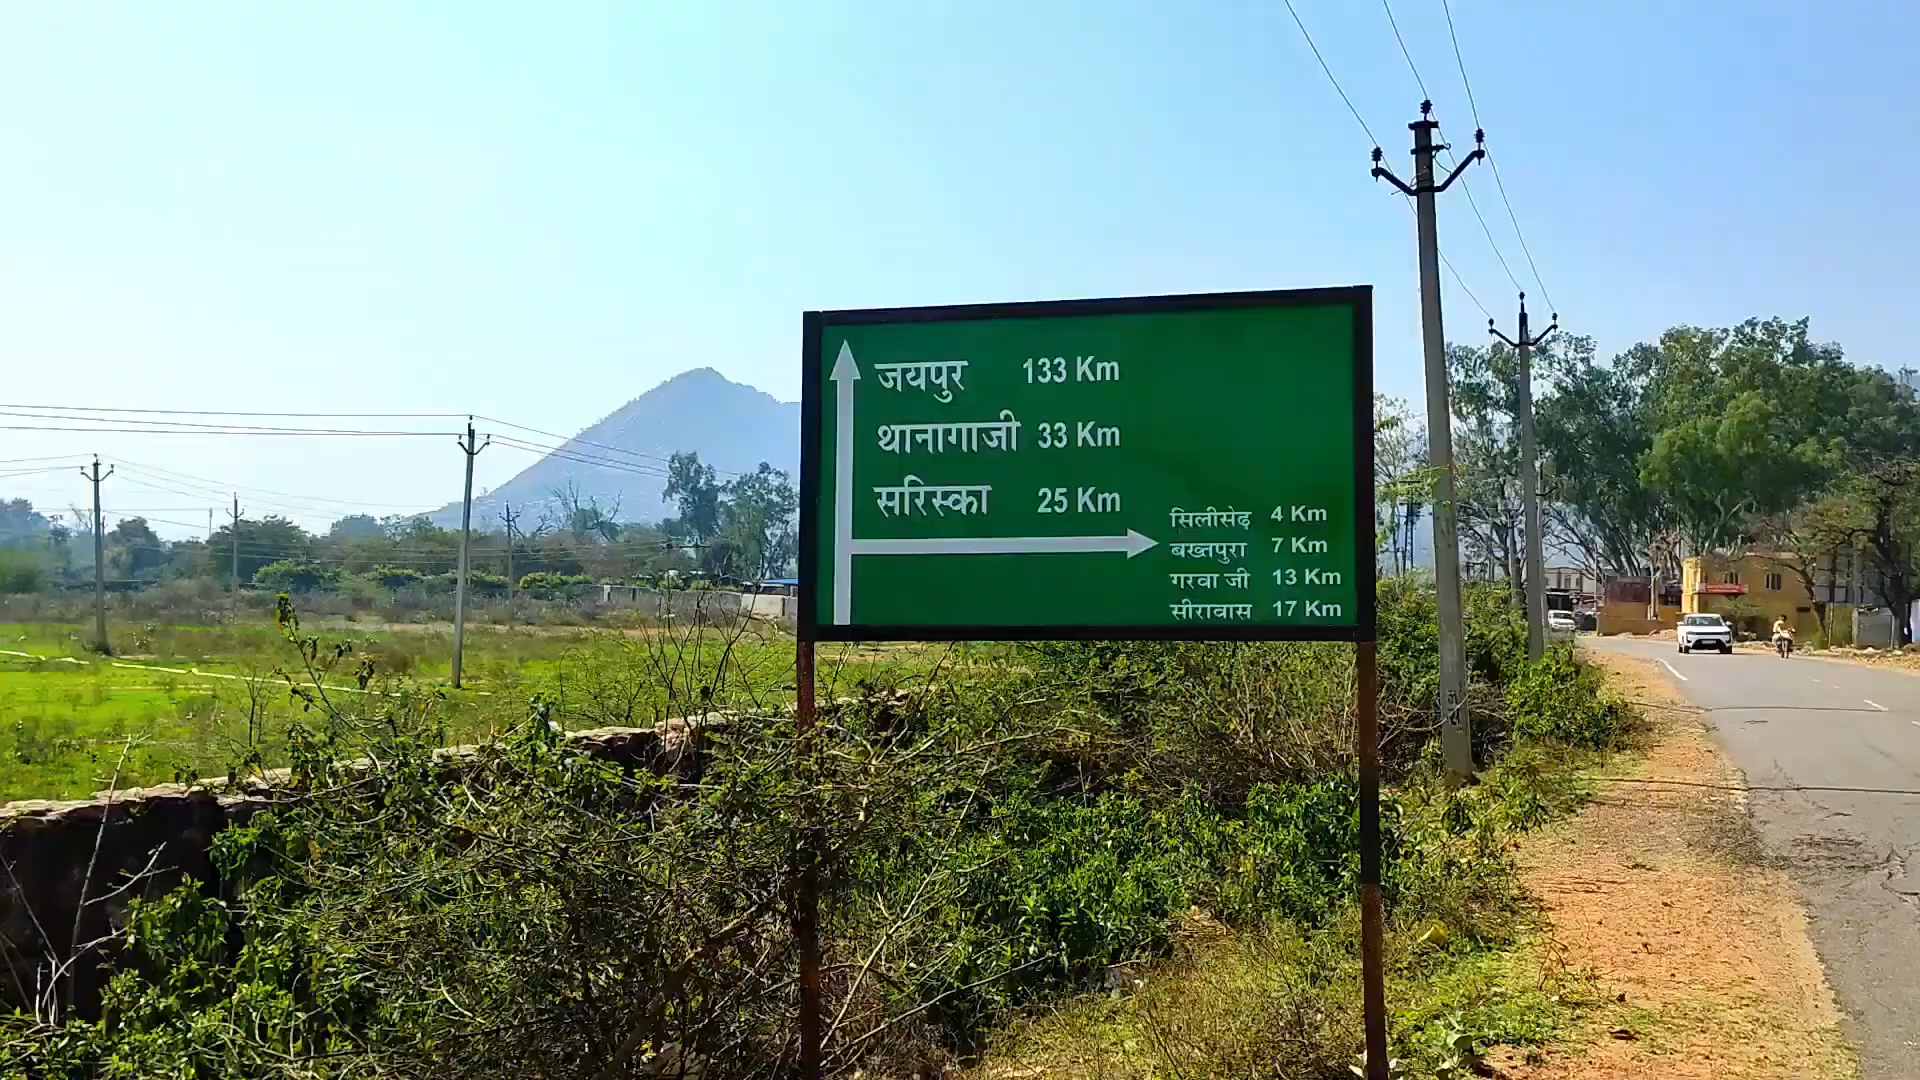 जयपुर 133 Km
थानागाजी 33 Km
सरिस्का 25 Km
सिलीसेढ़ 4 Km
बख्तपुरा 7 Km
गरवा जी 13 Km
सीरावास 17 Km